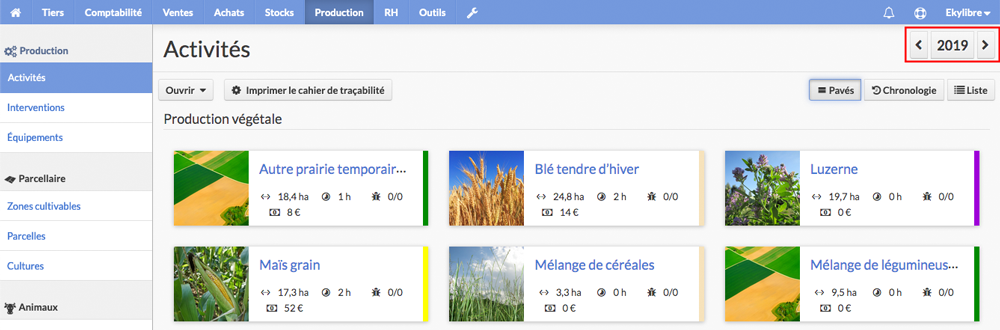 Tiers Comptabilité Ventes Achats Stocks Production RH Outils Ekylibre
Production
Activités
Interventions
Équipements
Parcellaire
Zones cultivables
Parcelles
Cultures
Animaux
Activités
2019
Ouvrir Imprimer le cahier de traçabilité
Pavés Chronologie Liste
Production végétale
Autre prairie temporair...
18,4 ha 1 h 0/0
8 €
Blé tendre d'hiver
24,8 ha 2 h 0/0
14 €
Luzerne
19,7 ha 0 h 0/0
0 €
Maïs grain
17,3 ha 2 h 0/0
52 €
Mélange de céréales
3,3 ha 0 h 0/0
0 €
Mélange de légumineus...
9,5 ha 0 h 0/0
0 €